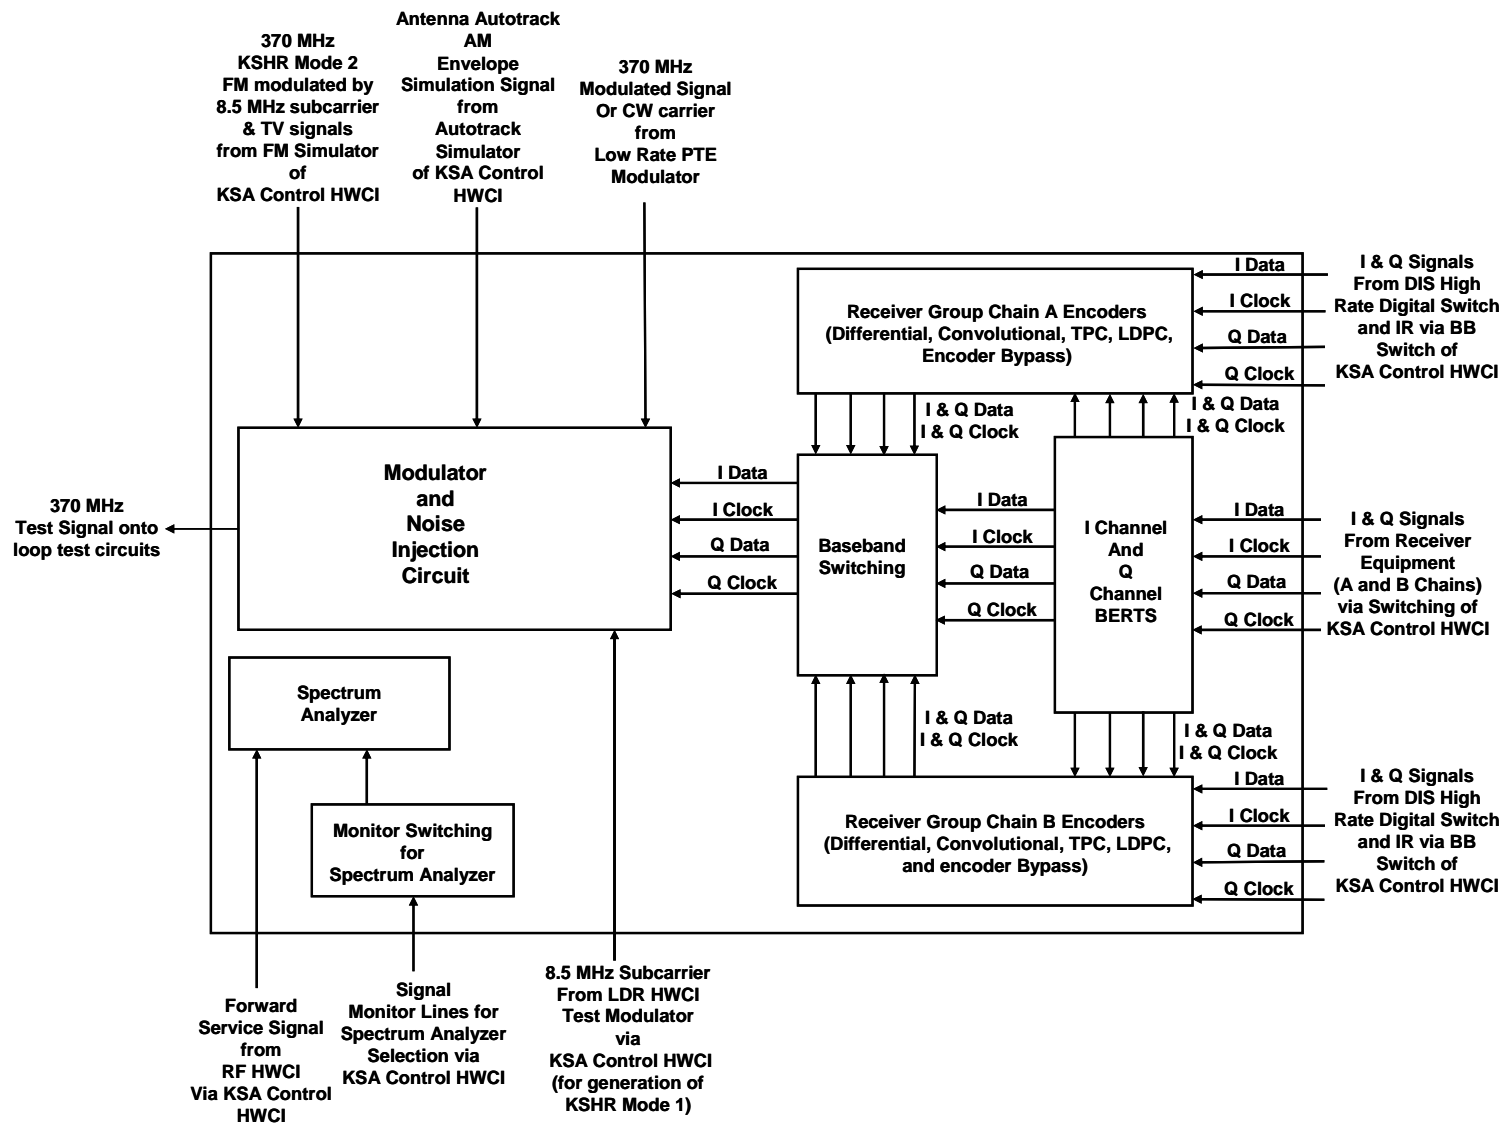 370 MHz
KSHR Mode 2
FM modulated by
8.5 MHz subcarrier
& TV signals
from FM Simulator
of
KSA Control HWCI
Antenna Autotrack
AM
Envelope
Simulation Signal
from
Autotrack
Simulator
of KSA Control
HWCI
370 MHz
Modulated Signal
Or CW carrier
from
Low Rate PTE
Modulator
Receiver Group Chain A Encoders
(Differential, Convolutional, TPC, LDPC,
Encoder Bypass)
I Data
I Clock
Q Data
Q Clock
I & Q Signals
From DIS High
Rate Digital Switch
and IR via BB
Switch of
KSA Control HWCI
I & Q Data
I & Q Clock
I & Q Data
I & Q Clock
370 MHz
Test Signal onto
loop test circuits
Modulator
and
Noise
Injection
Circuit
I Data
I Clock
Q Data
Q Clock
Baseband
Switching
I Data
I Clock
Q Data
Q Clock
I Channel
And
Q
Channel
BERTS
I Data
I Clock
Q Data
Q Clock
I & Q Signals
From Receiver
Equipment
(A and B Chains)
via Switching of
KSA Control HWCI
Spectrum
Analyzer
Monitor Switching
for
Spectrum Analyzer
I & Q Data
I & Q Clock
I & Q Data
I & Q Clock
Receiver Group Chain B Encoders
(Differential, Convolutional, TPC, LDPC,
and encoder Bypass)
I Data
I Clock
Q Data
Q Clock
I & Q Signals
From DIS High
Rate Digital Switch
and IR via BB
Switch of
KSA Control HWCI
Forward
Service Signal
from
RF HWCI
Via KSA Control
HWCI
Signal
Monitor Lines for
Spectrum Analyzer
Selection via
KSA Control HWCI
8.5 MHz Subcarrier
From LDR HWCI
Test Modulator
via
KSA Control HWCI
(for generation of
KSHR Mode 1)